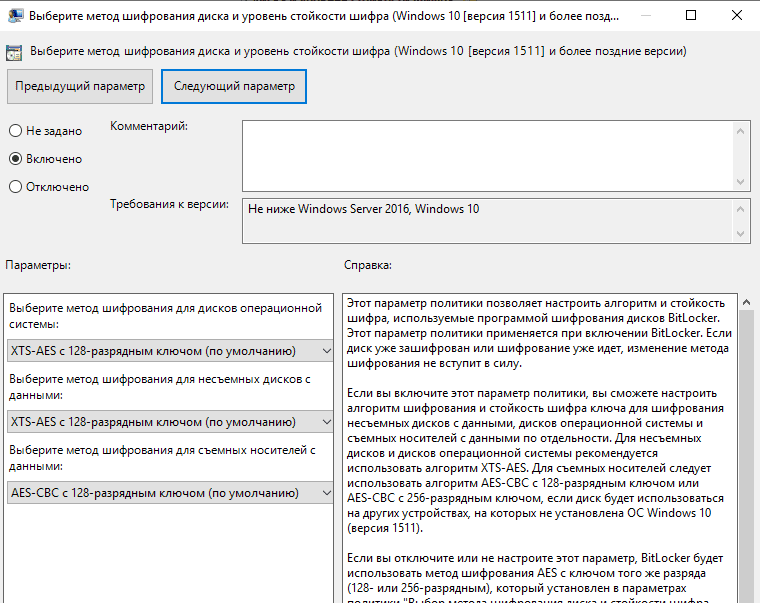 Выберите метод шифрования диска и уровень стойкости шифра (Windows 10 [версия 1511] и более позд...
Выберите метод шифрования диска и уровень стойкости шифра (Windows 10 [версия 1511] и более поздние версии)
Предыдущий параметр
Следующий параметр
Не задано
Включено
Отключено
Комментарий:
Требования к версии:
Не ниже Windows Server 2016, Windows 10
Параметры:
Справка:
Выберите метод шифрования для дисков операционной
системы:
XTS-AES с 128-разрядным ключом (по умолчанию)
Выберите метод шифрования для несъемных дисков с
данными:
XTS-AES с 128-разрядным ключом (по умолчанию)
Выберите метод шифрования для съемных носителей с
данными:
AES-CBC с 128-разрядным ключом (по умолчанию)
Этот параметр политики позволяет настроить алгоритм и стойкость
шифра, используемые программой шифрования дисков BitLocker.
Этот параметр политики применяется при включении BitLocker. Если
диск уже зашифрован или шифрование уже идет, изменение метода
шифрования не вступит в силу.
Если вы включите этот параметр политики, вы сможете настроить
алгоритм шифрования и стойкость шифра ключа для шифрования
несъемных дисков с данными, дисков операционной системы и
съемных носителей с данными по отдельности. Для несъемных
дисков и дисков операционной системы рекомендуется
использовать алгоритм XTS-AES. Для съемных носителей следует
использовать алгоритм AES-CBC с 128-разрядным ключом или
AES-CBC с 256-разрядным ключом, если диск будет использоваться
на других устройствах, на которых не установлена ОС Windows 10
(версия 1511).
Если вы отключите или не настроите этот параметр, BitLocker будет
использовать метод шифрования AES с ключом того же разряда
(128- или 256-разрядным), который установлен в параметрах
политики "Выбор метода шифрования диска и стойкости шифра